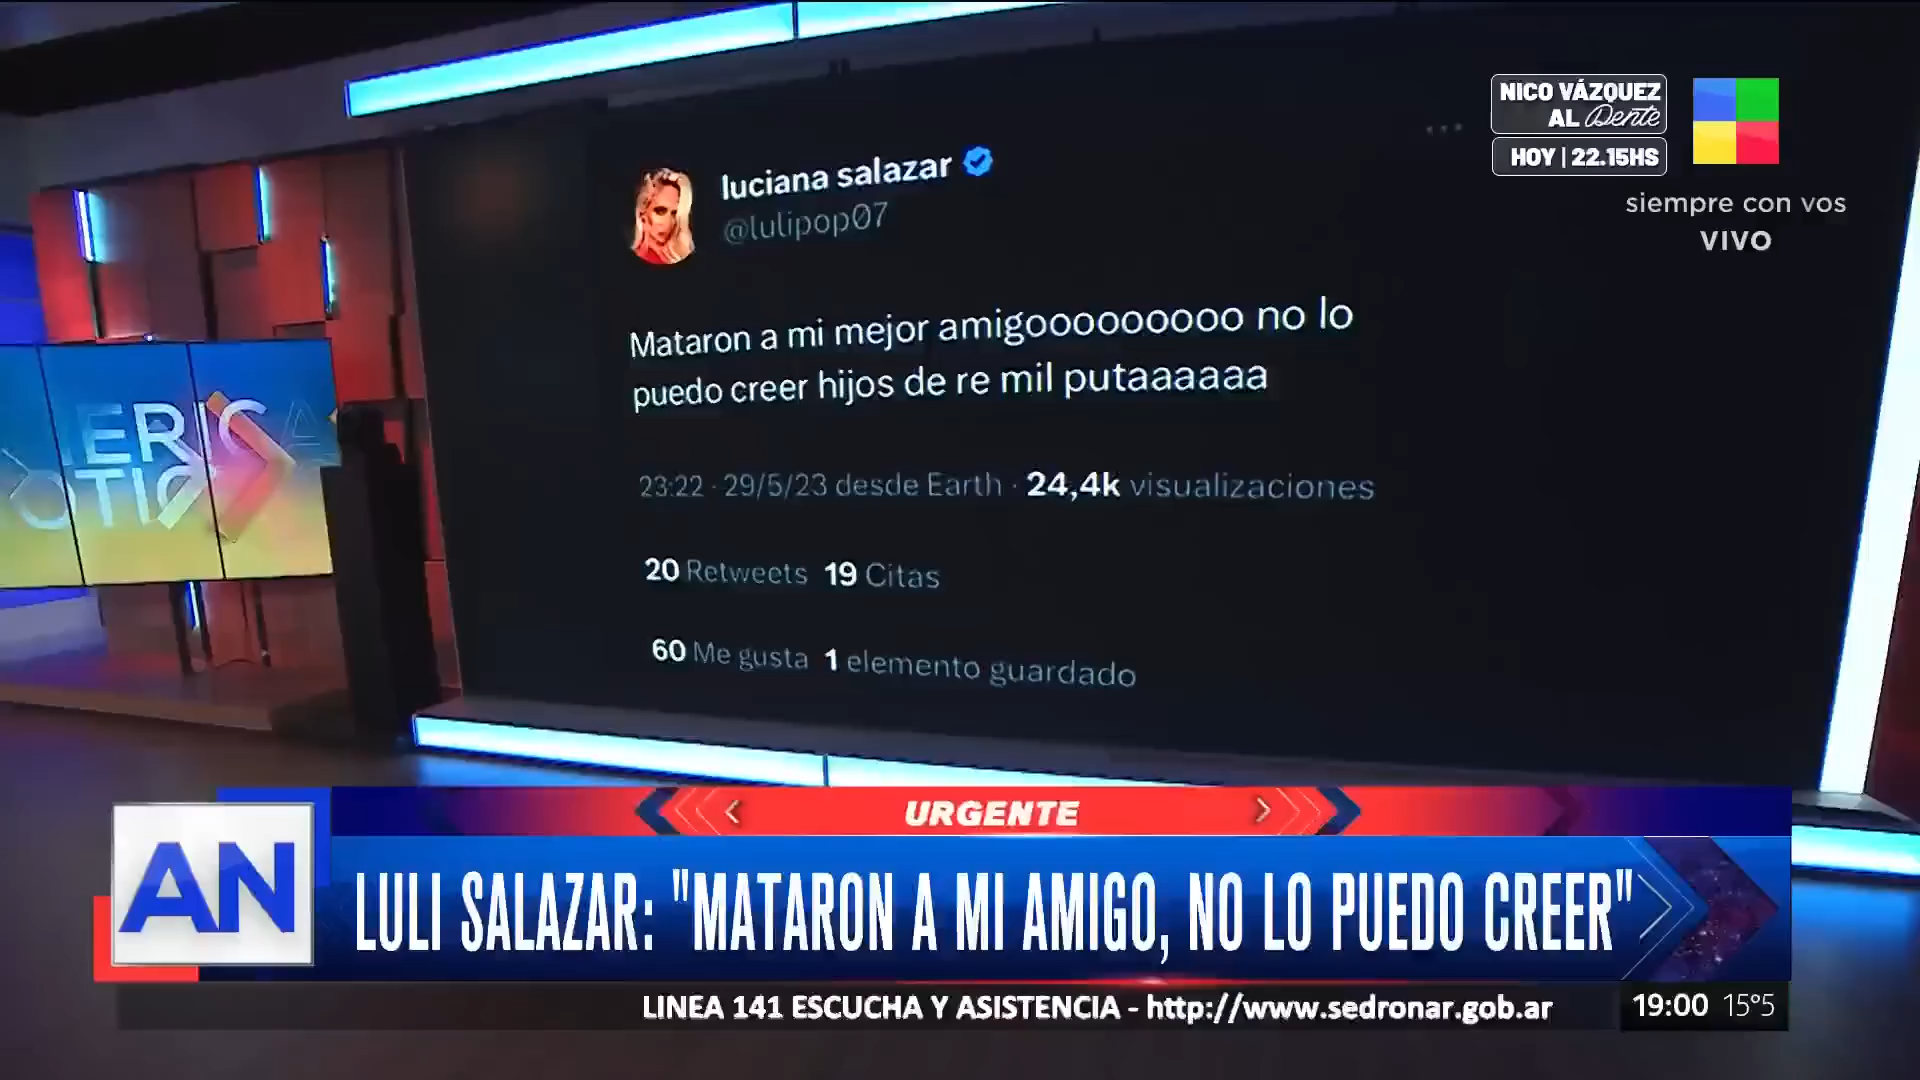 NICO VÁZQUEZ
AL Dente
HOY | 22.15HS
siempre con vos
VIVO
...
luciana salazar
@lulipop07
Mataron a mi mejor amigooooooooo no lo
puedo creer hijos de re mil putaaaaaa
23:22 · 29/5/23 desde Earth · 24,4k visualizaciones
20 Retweets 19 Citas
60 Me gusta 1 elemento guardado
URGENTE
AN
LULI SALAZAR: "MATARON A MI AMIGO, NO LO PUEDO CREER"
LINEA 141 ESCUCHA Y ASISTENCIA - http://www.sedronar.gob.ar
19:00 15°5